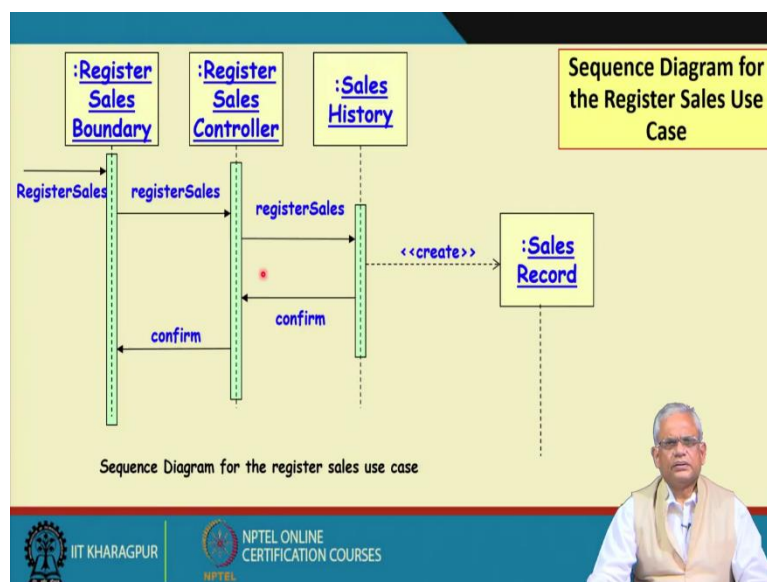 :Register
Sales
Boundary
:Register
Sales
Controller
:Sales
History
Sequence Diagram for
the Register Sales Use
Case
RegisterSales
registerSales
registerSales
<<create>>
:Sales
Record
confirm
confirm
Sequence Diagram for the register sales use case
IIT KHARAGPUR
NPTEL ONLINE
CERTIFICATION COURSES
NPTEL